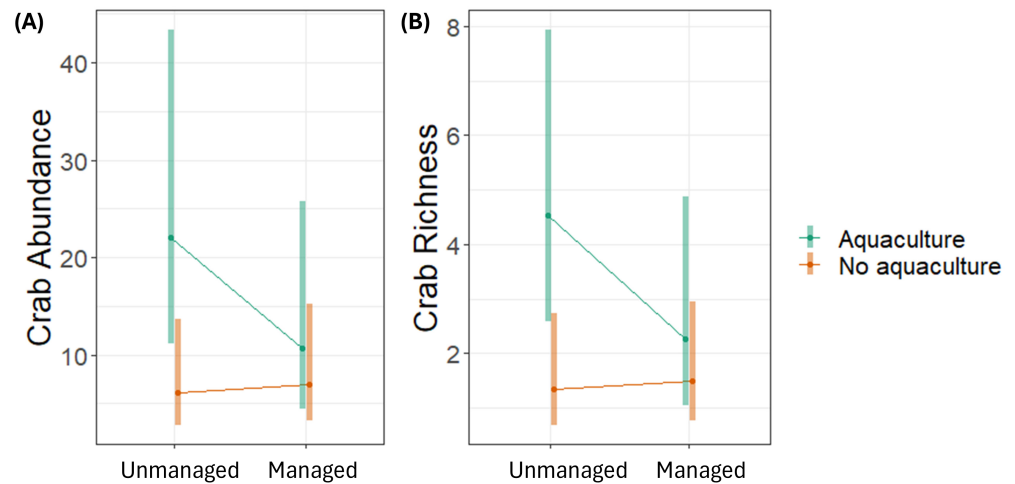 (A)
Crab Abundance
40
30
20
10
Unmanaged Managed
(B)
Crab Richness
8
6
4
2
Unmanaged Managed
Aquaculture
No aquaculture